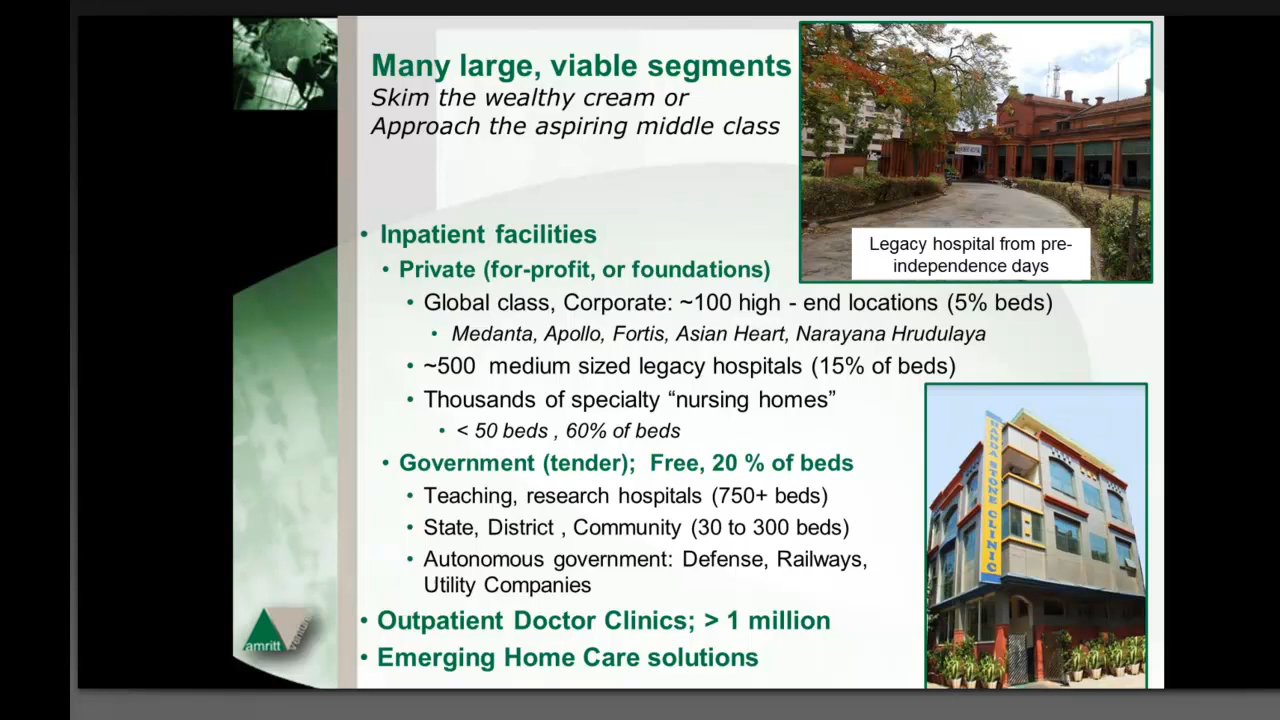 Many large, viable segments
Skim the wealthy cream or
Approach the aspiring middle class
Legacy hospital from pre-
independence days
• Inpatient facilities
• Private (for-profit, or foundations)
• Global class, Corporate: ~100 high - end locations (5% beds)
• Medanta, Apollo, Fortis, Asian Heart, Narayana Hrudulaya
• ~500 medium sized legacy hospitals (15% of beds)
• Thousands of specialty “nursing homes”
• < 50 beds , 60% of beds
• Government (tender); Free, 20 % of beds
• Teaching, research hospitals (750+ beds)
• State, District , Community (30 to 300 beds)
• Autonomous government: Defense, Railways,
Utility Companies
• Outpatient Doctor Clinics; > 1 million
• Emerging Home Care solutions
NANDA STONE CLINIC
amritt